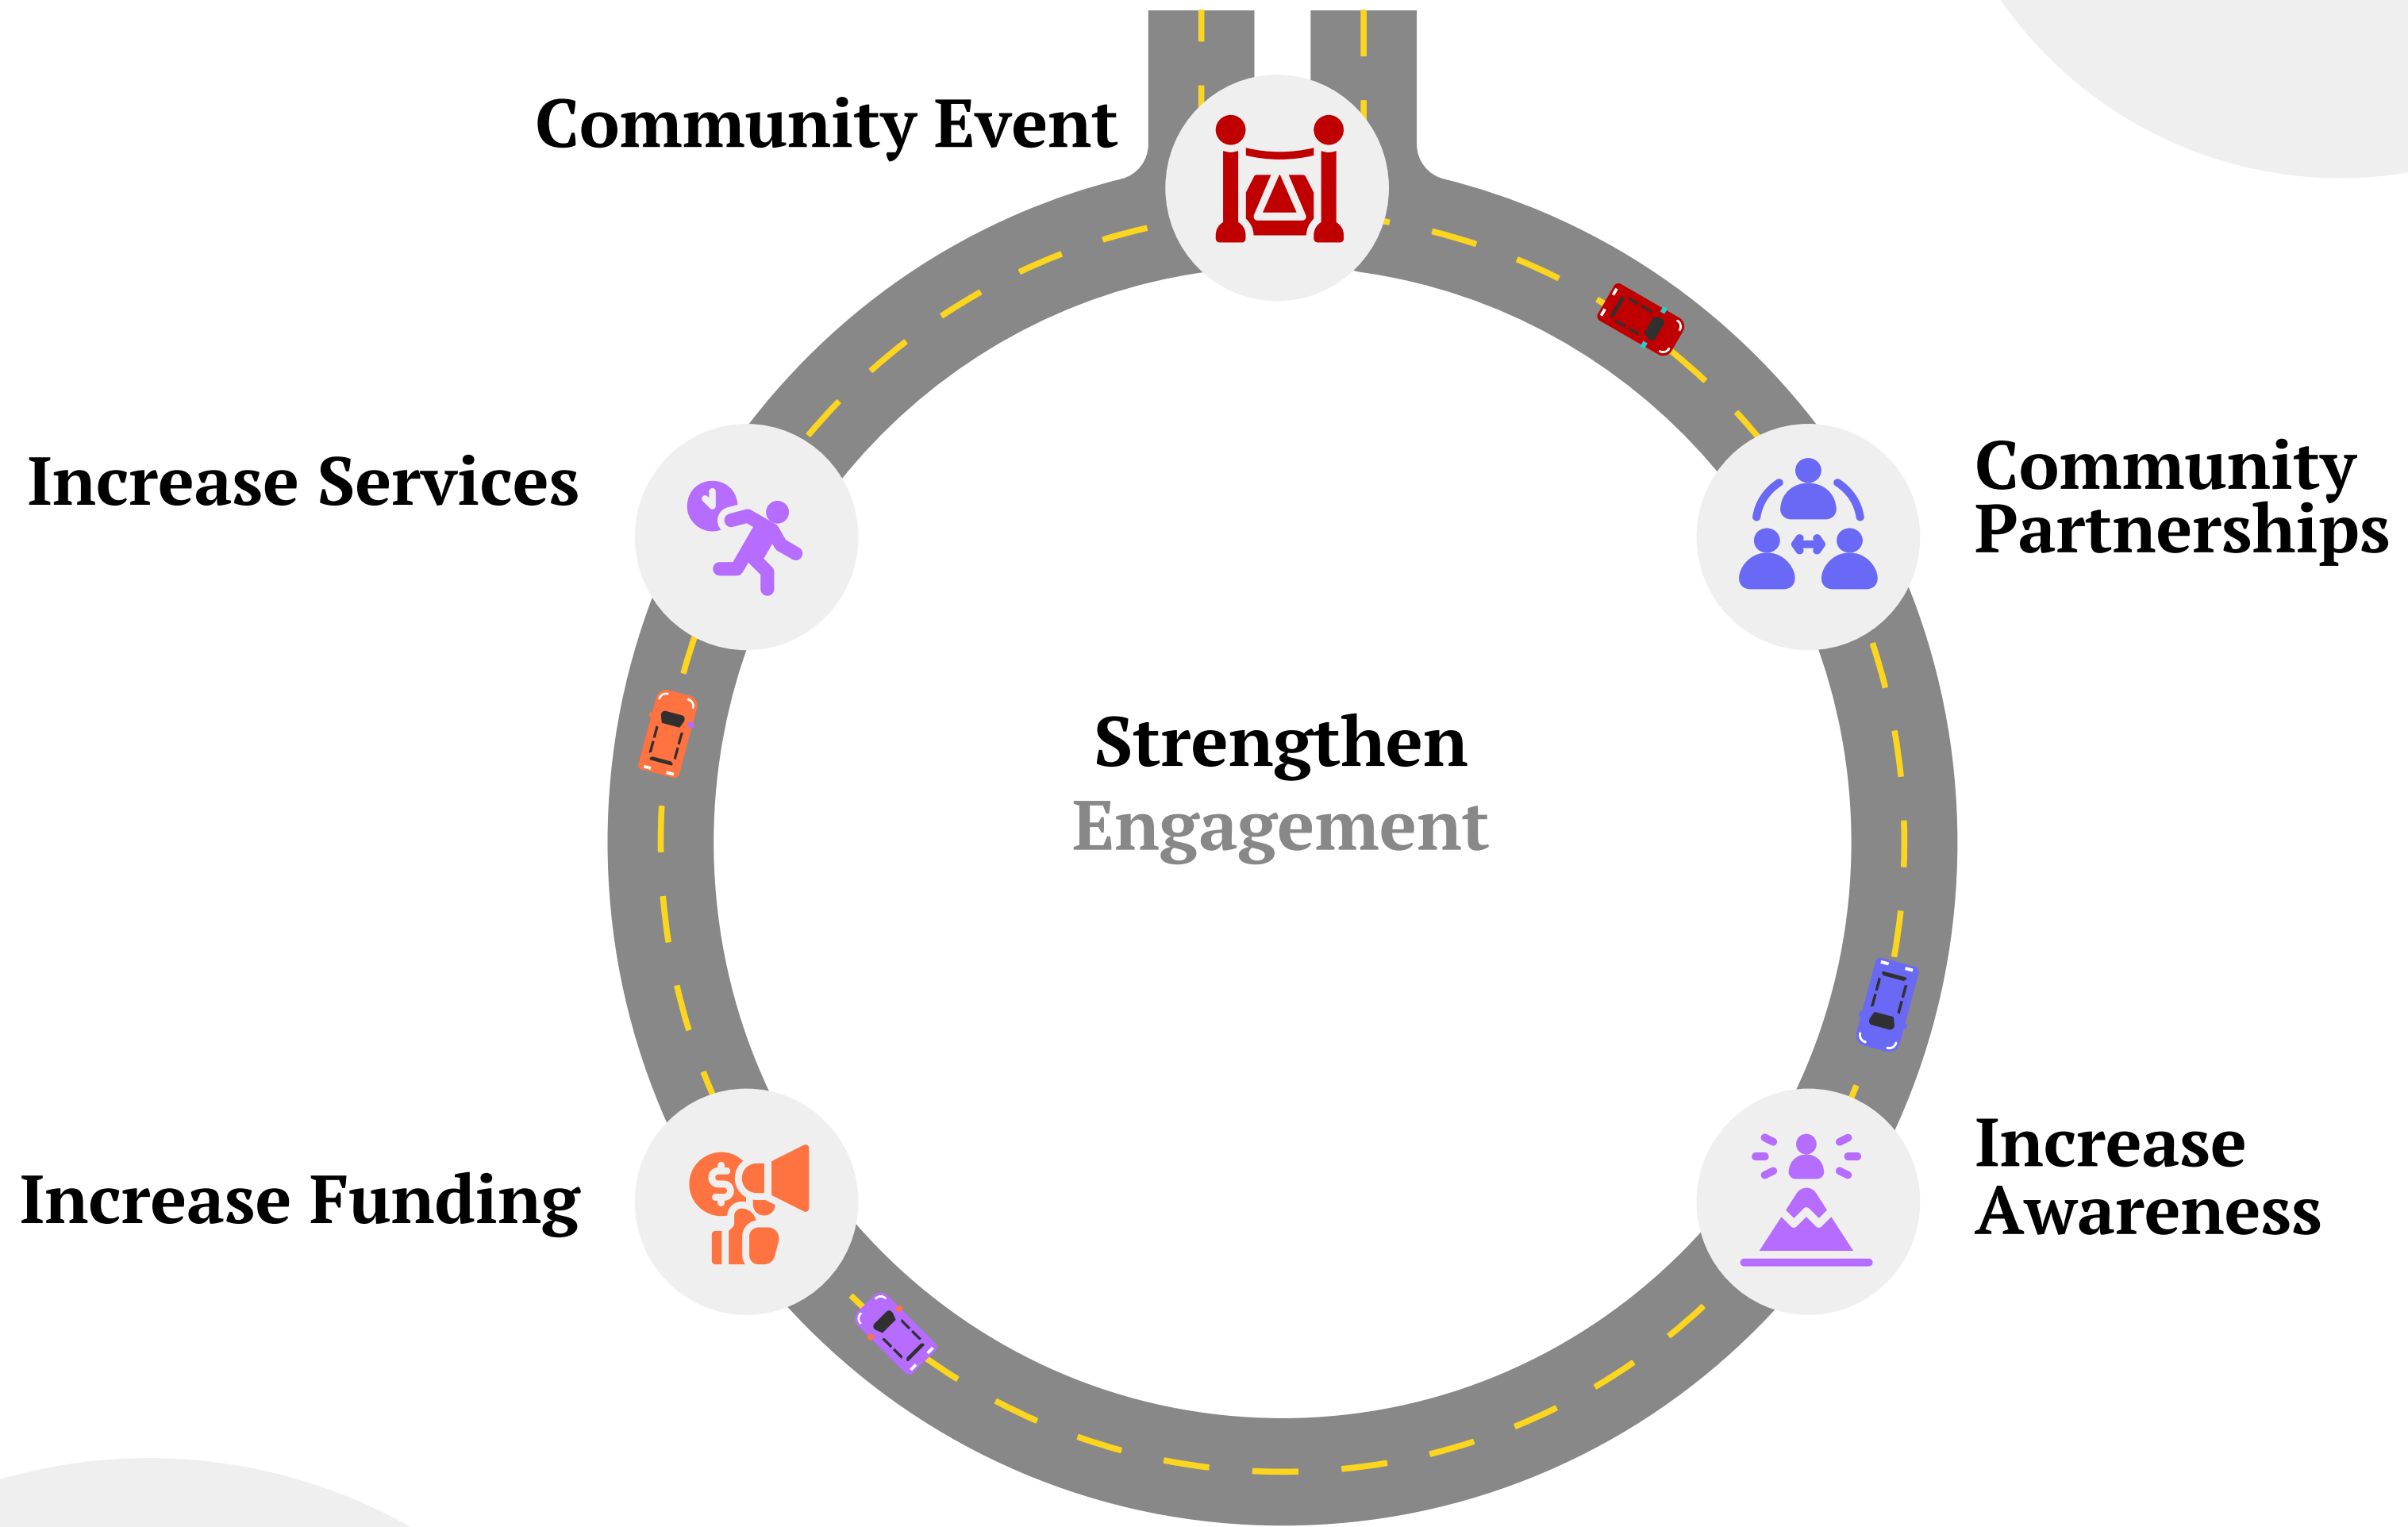 Community Event
Increase Services
Community
Partnerships
Strengthen
Engagement
Increase Funding
Increase
Awareness